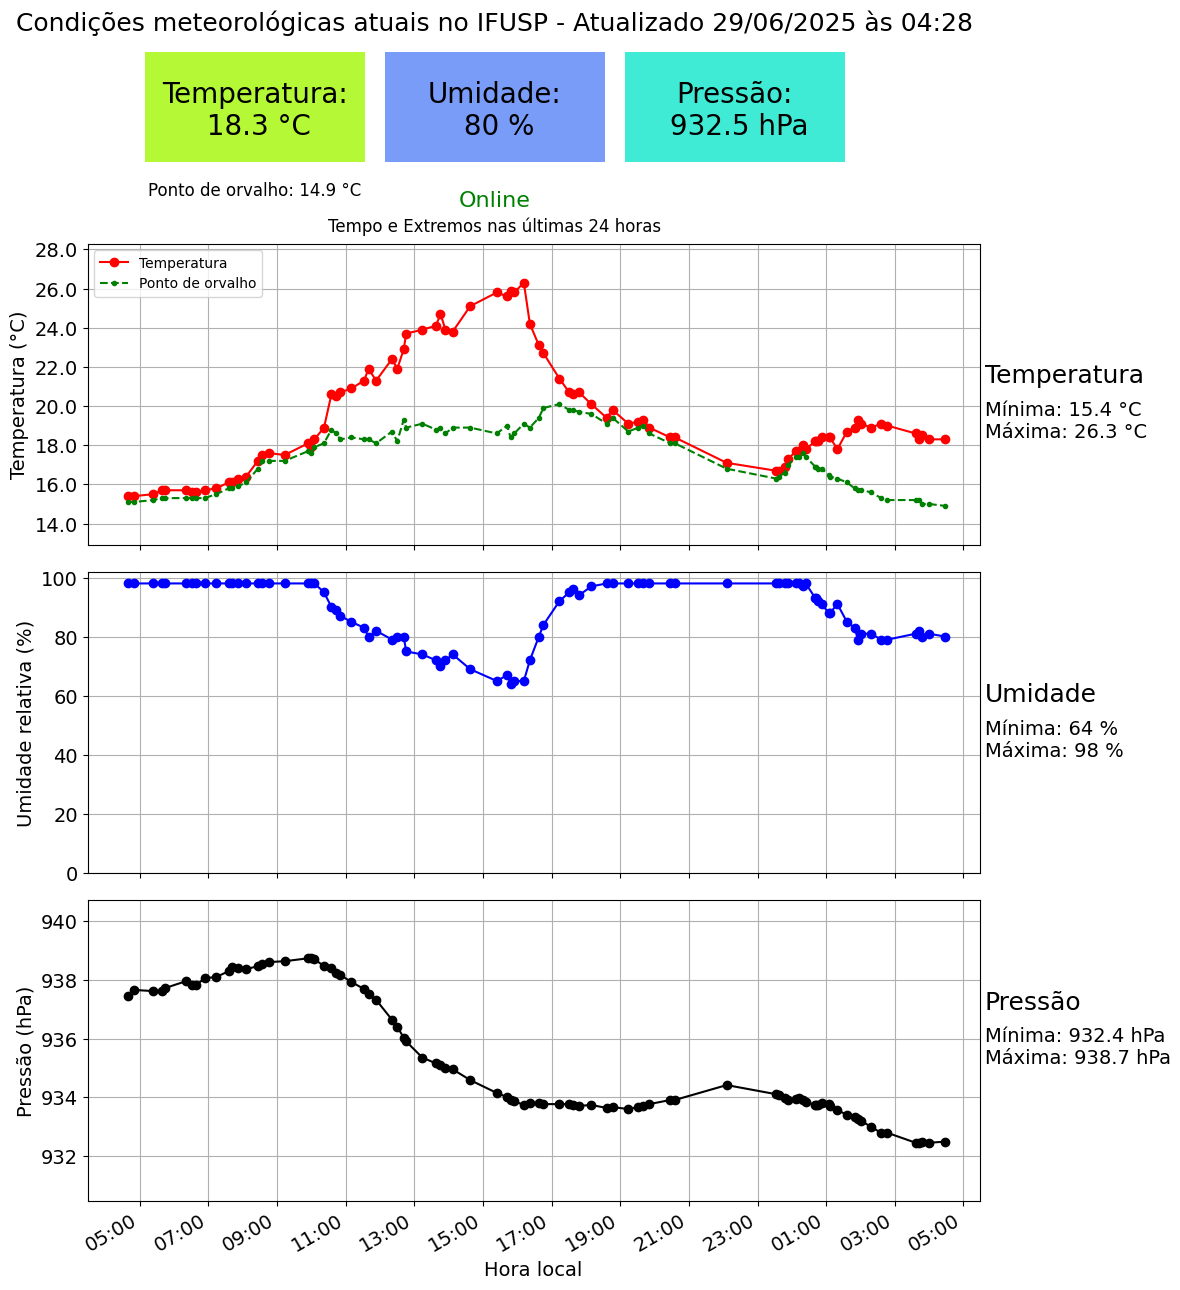 Condições meteorológicas atuais no IFUSP - Atualizado 29/06/2025 às 04:28
Temperatura:
18.3 °C
Umidade:
80 %
Pressão:
932.5 hPa
Ponto de orvalho: 14.9 °C
Online
Tempo e Extremos nas últimas 24 horas
Temperatura (°C)
28.0
26.0
24.0
22.0
20.0
18.0
16.0
14.0
Temperatura
Ponto de orvalho
Temperatura
Mínima: 15.4 °C
Máxima: 26.3 °C
Umidade relativa (%)
100
80
60
40
20
0
Umidade
Mínima: 64 %
Máxima: 98 %
Pressão (hPa)
940
938
936
934
932
Pressão
Mínima: 932.4 hPa
Máxima: 938.7 hPa
05:00 07:00 09:00 11:00 13:00 15:00 17:00 19:00 21:00 23:00 01:00 03:00 05:00
Hora local